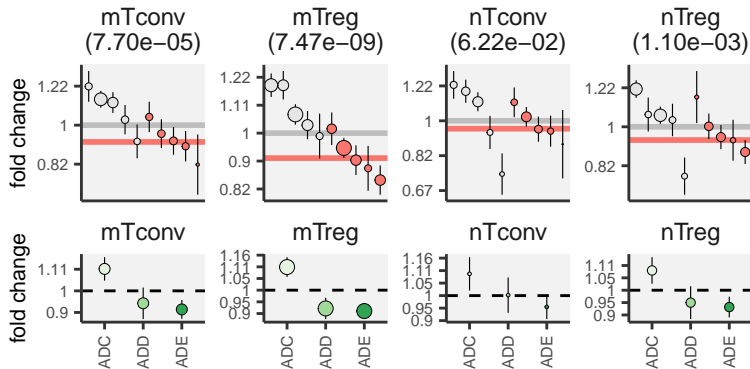 mTconv
(7.70e−05)
mTreg
(7.47e−09)
nTconv
(6.22e−02)
nTreg
(1.10e−03)
fold change
1.22
1
0.82
1.22
1.11
1
0.9
0.82
1.22
1
0.82
0.67
1.22
1
0.82
mTconv
mTreg
nTconv
nTreg
fold change
1.11
1
0.95
0.9
1.16
1.11
1.05
1
0.95
0.9
1.16
1.11
1.05
1
0.95
0.9
1.11
1.05
1
0.95
0.9
ADC
ADD
ADE
ADC
ADD
ADE
ADC
ADD
ADE
ADC
ADD
ADE